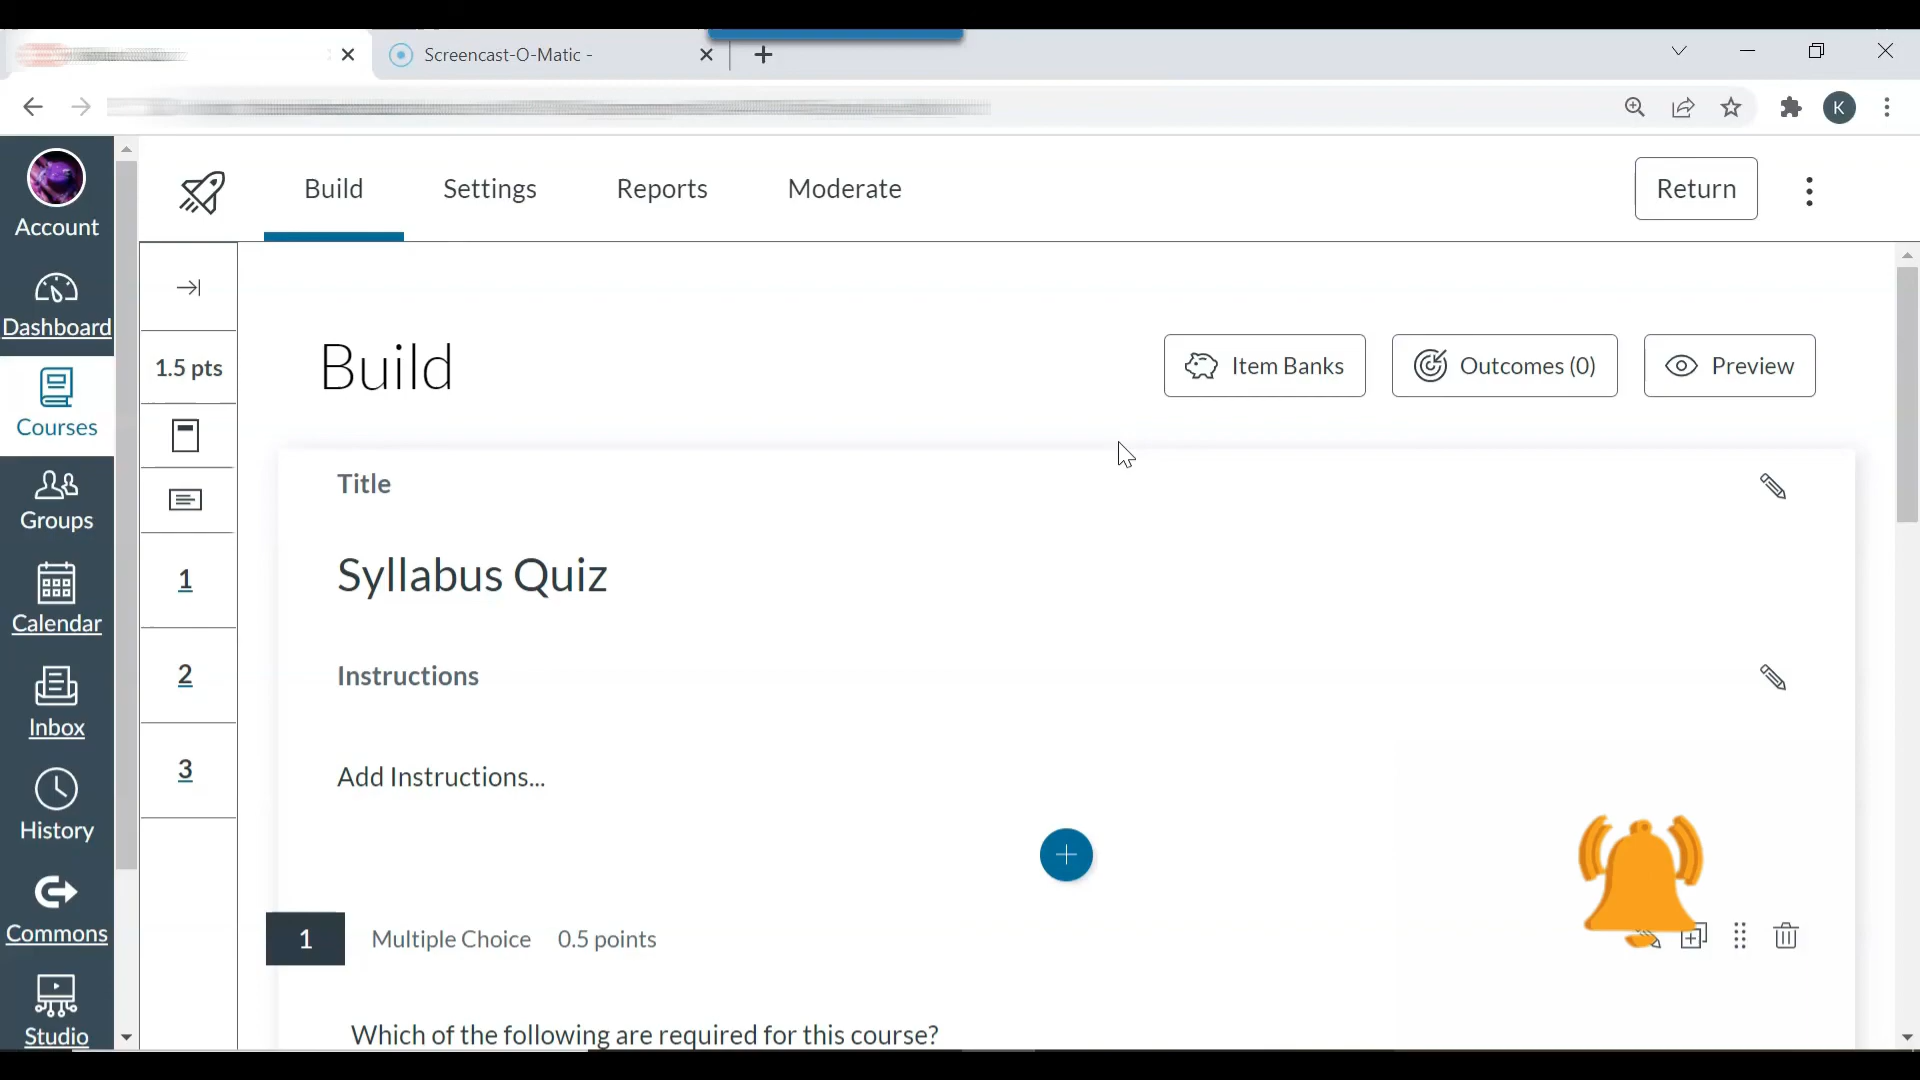 Screencast-O-Matic -
K
Account
Dashboard
Courses
Groups
Calendar
Inbox
History
Commons
Studio
Build
Settings
Reports
Moderate
Return
1.5 pts
1
2
3
Build
Item Banks
Outcomes (0)
Preview
Title
Syllabus Quiz
Instructions
Add Instructions...
1 Multiple Choice 0.5 points
Which of the following are required for this course?